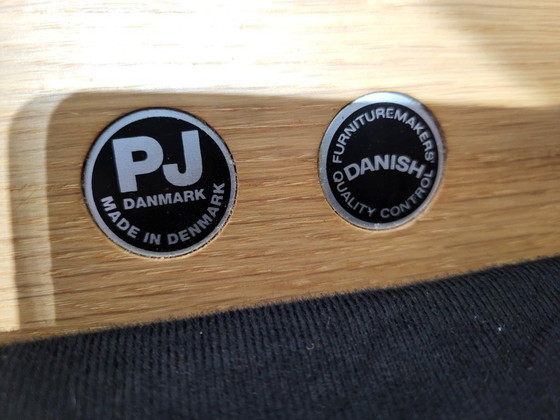 PJ
DANMARK
MADE IN DENMARK
FURNITUREMAKERS'
DANISH
QUALITY CONTROL